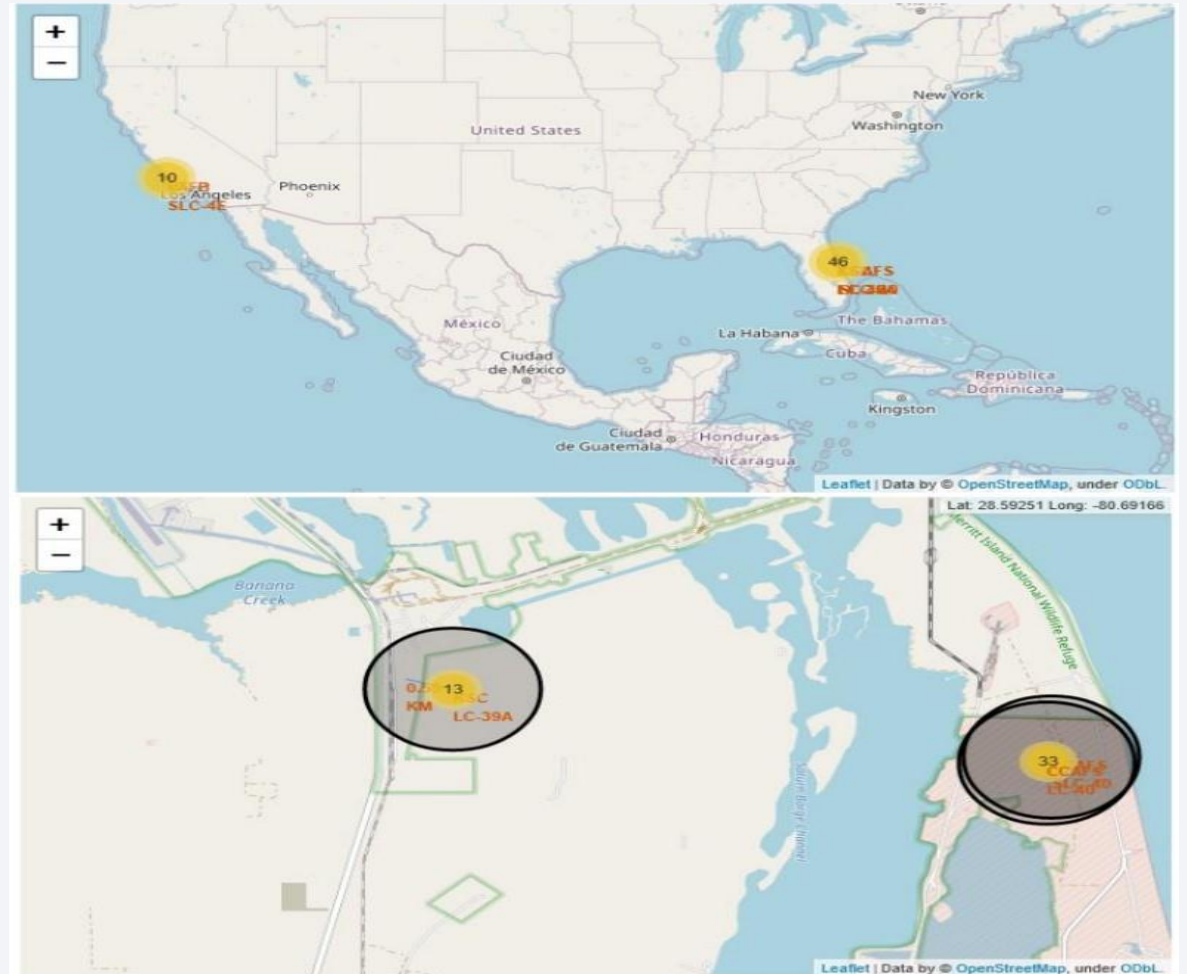 +
−
New York
Washington
United States
10
Los Angeles
Phoenix
SLC-4E
46
México
La Habana
The Bahamas
Cuba
Ciudad
de México
República
Dominicana
Kingston
Ciudad
de Guatemala
Honduras
Nicaragua
Leaflet | Data by © OpenStreetMap, under ODbL.
+
−
Lat: 28.59251 Long: -80.69166
Banana
Creek
Merritt Island National Wildlife Refuge
13
KM
LC-39A
33
Saturn Barge Channel
Leaflet | Data by © OpenStreetMap, under ODbL.